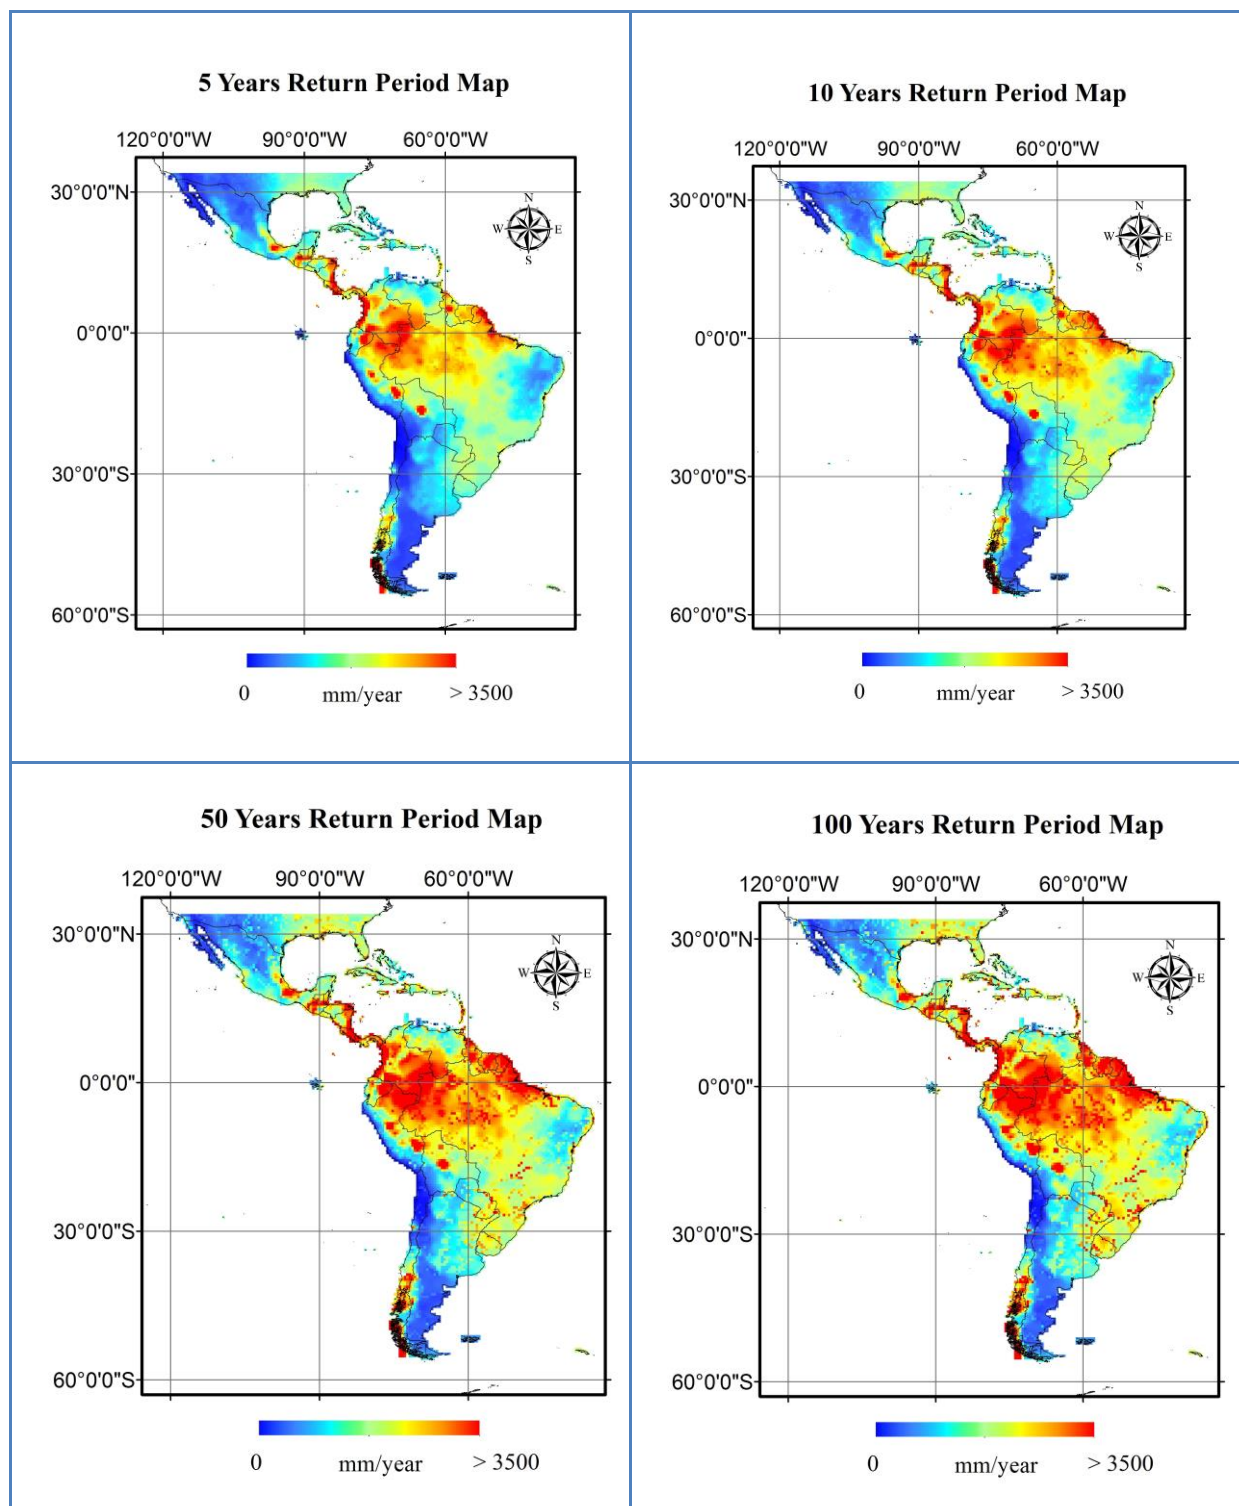 5 Years Return Period Map
120°0'0"W 90°0'0"W 60°0'0"W
30°0'0"N
N
W E
S
0°0'0"
30°0'0"S
60°0'0"S
0 mm/year > 3500
10 Years Return Period Map
120°0'0"W 90°0'0"W 60°0'0"W
30°0'0"N
N
W E
S
0°0'0"
30°0'0"S
60°0'0"S
0 mm/year > 3500
50 Years Return Period Map
120°0'0"W 90°0'0"W 60°0'0"W
30°0'0"N
N
W E
S
0°0'0"
30°0'0"S
60°0'0"S
0 mm/year > 3500
100 Years Return Period Map
120°0'0"W 90°0'0"W 60°0'0"W
30°0'0"N
N
W E
S
0°0'0"
30°0'0"S
60°0'0"S
0 mm/year > 3500